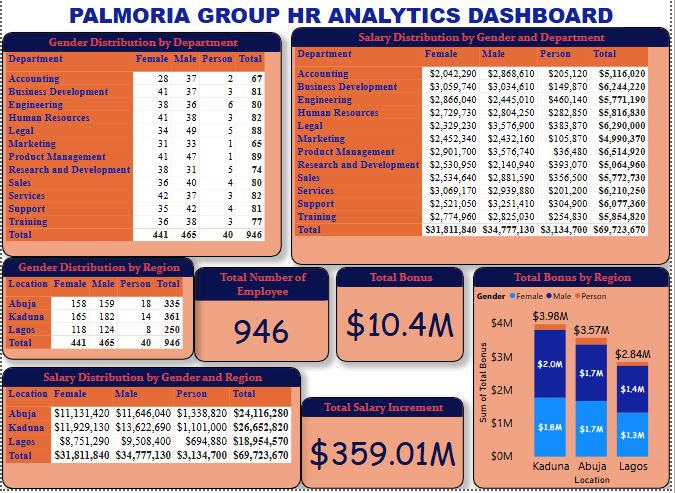 PALMORIA GROUP HR ANALYTICS DASHBOARD
Gender Distribution by Department
Department Female Male Person Total
Accounting 28 37 2 67
Business Development 41 37 3 81
Engineering 38 36 6 80
Human Resources 41 38 3 82
Legal 34 49 5 88
Marketing 31 33 1 65
Product Management 41 47 1 89
Research and Development 38 31 5 74
Sales 36 40 4 80
Services 42 37 3 82
Support 35 42 4 81
Training 36 38 3 77
Total 441 465 40 946
Salary Distribution by Gender and Department
Department Female Male Person Total
Accounting $2,042,290 $2,868,610 $205,120 $5,116,020
Business Development $3,059,740 $3,034,610 $149,870 $6,244,220
Engineering $2,866,040 $2,445,010 $460,140 $5,771,190
Human Resources $2,729,730 $2,804,250 $282,850 $5,816,830
Legal $2,329,230 $3,576,900 $383,870 $6,290,000
Marketing $2,452,340 $2,432,160 $105,870 $4,990,370
Product Management $2,901,700 $3,576,740 $36,480 $6,514,920
Research and Development $2,530,950 $2,140,940 $393,070 $5,064,960
Sales $2,534,640 $2,881,590 $356,500 $5,772,730
Services $3,069,170 $2,939,880 $201,200 $6,210,250
Support $2,521,050 $3,251,410 $304,900 $6,077,360
Training $2,774,960 $2,825,030 $254,830 $5,854,820
Total $31,811,840 $34,777,130 $3,134,700 $69,723,670
Gender Distribution by Region
Location Female Male Person Total
Abuja 158 159 18 335
Kaduna 165 182 14 361
Lagos 118 124 8 250
Total 441 465 40 946
Total Number of
Employee
946
Total Bonus
$10.4M
Total Bonus by Region
Gender Female Male Person
Sum of Total Bonus
$4M
$3M
$2M
$1M
$0M
$3.98M
$3.57M
$2.84M
$2.0M
$1.7M
$1.4M
$1.8M
$1.7M
$1.3M
Kaduna Abuja Lagos
Location
Salary Distribution by Gender and Region
Location Female Male Person Total
Abuja $11,131,420 $11,646,040 $1,338,820 $24,116,280
Kaduna $11,929,130 $13,622,690 $1,101,000 $26,652,820
Lagos $8,751,290 $9,508,400 $694,880 $18,954,570
Total $31,811,840 $34,777,130 $3,134,700 $69,723,670
Total Salary Increment
$359.01M